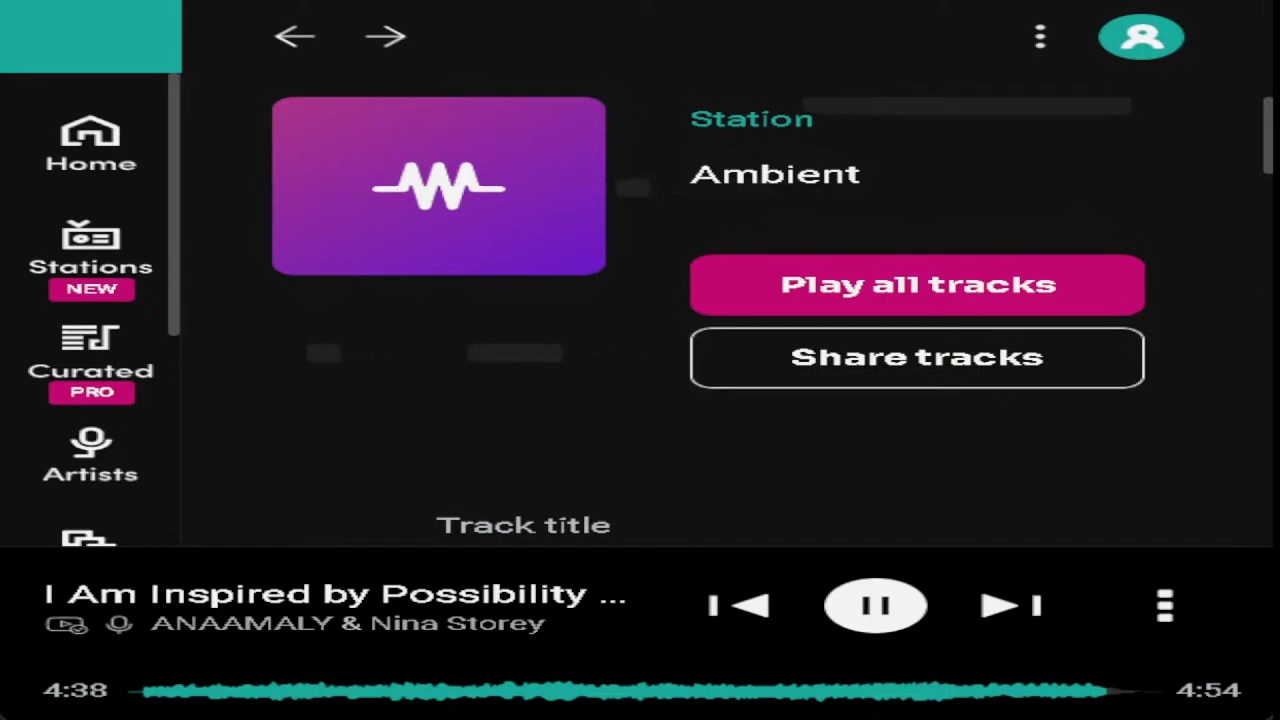 Home
Stations
NEW
Curated
PRO
Artists
Station
Ambient
Play all tracks
Share tracks
Track title
I Am Inspired by Possibility ...
ANAAMALY & Nina Storey
4:38
4:54